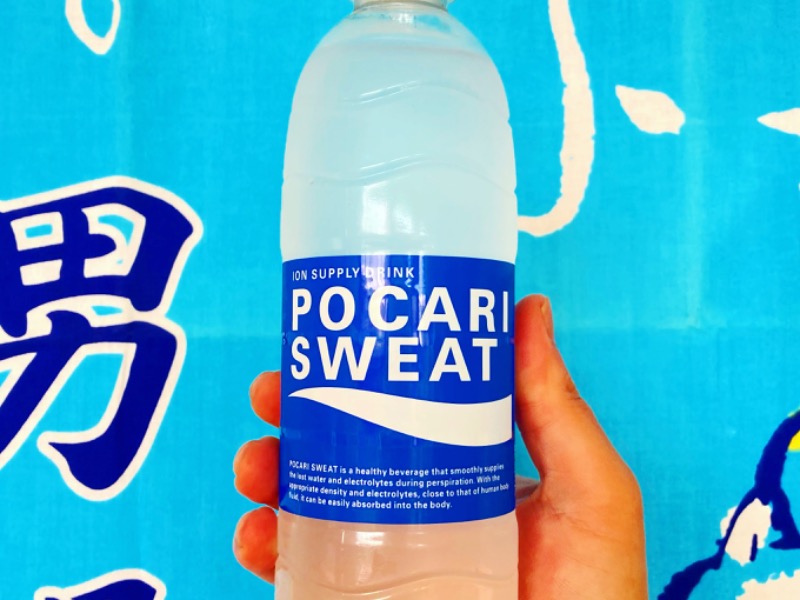 男
ION SUPPLY DRINK
POCARI
SWEAT
POCARI SWEAT is a healthy beverage that smoothly supplies
the lost water and electrolytes during perspiration. With the
appropriate density and electrolytes, close to that of human body
fluid, it can be easily absorbed into the body.